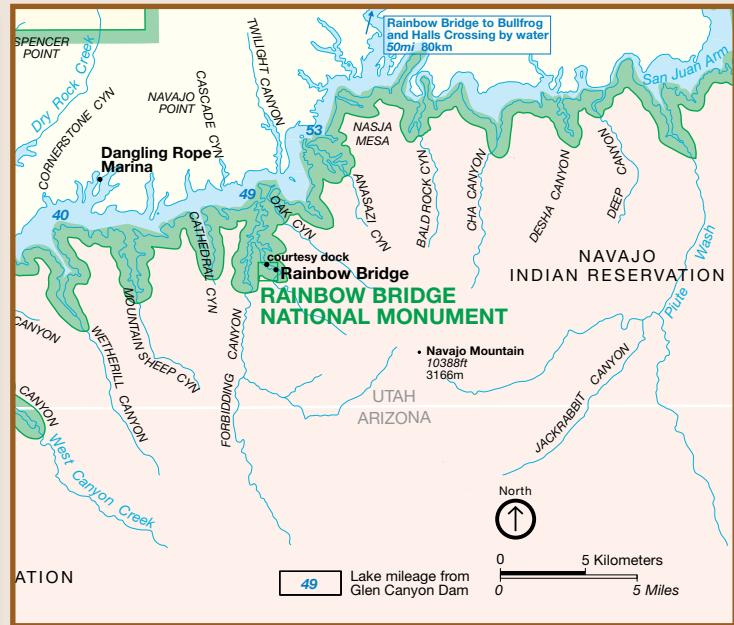 Rainbow Bridge to Bullfrog
and Halls Crossing by water
50mi 80km
SPENCER
POINT
Dry Rock Creek
TWILIGHT CANYON
San Juan Arm
CORNERSTONE CYN
NAVAJO
POINT
CASCADE CYN
53
NASJA
MESA
Dangling Rope
Marina
ANASAZI CYN
BALD ROCK CYN
CHA CANYON
DESHA CANYON
DEEP CANYON
40
49
OAK CYN
CATHEDRAL CYN
courtesy dock
Rainbow Bridge
NAVAJO
INDIAN RESERVATION
Piute Wash
RAINBOW BRIDGE
NATIONAL MONUMENT
CANYON
MOUNTAIN SHEEP CYN
WETHERILL CANYON
FORBIDDING CANYON
Navajo Mountain
10388ft
3166m
JACKRABBIT CANYON
UTAH
ARIZONA
CANYON
West Canyon Creek
North
ATION
49
Lake mileage from
Glen Canyon Dam
0
5 Kilometers
0
5 Miles